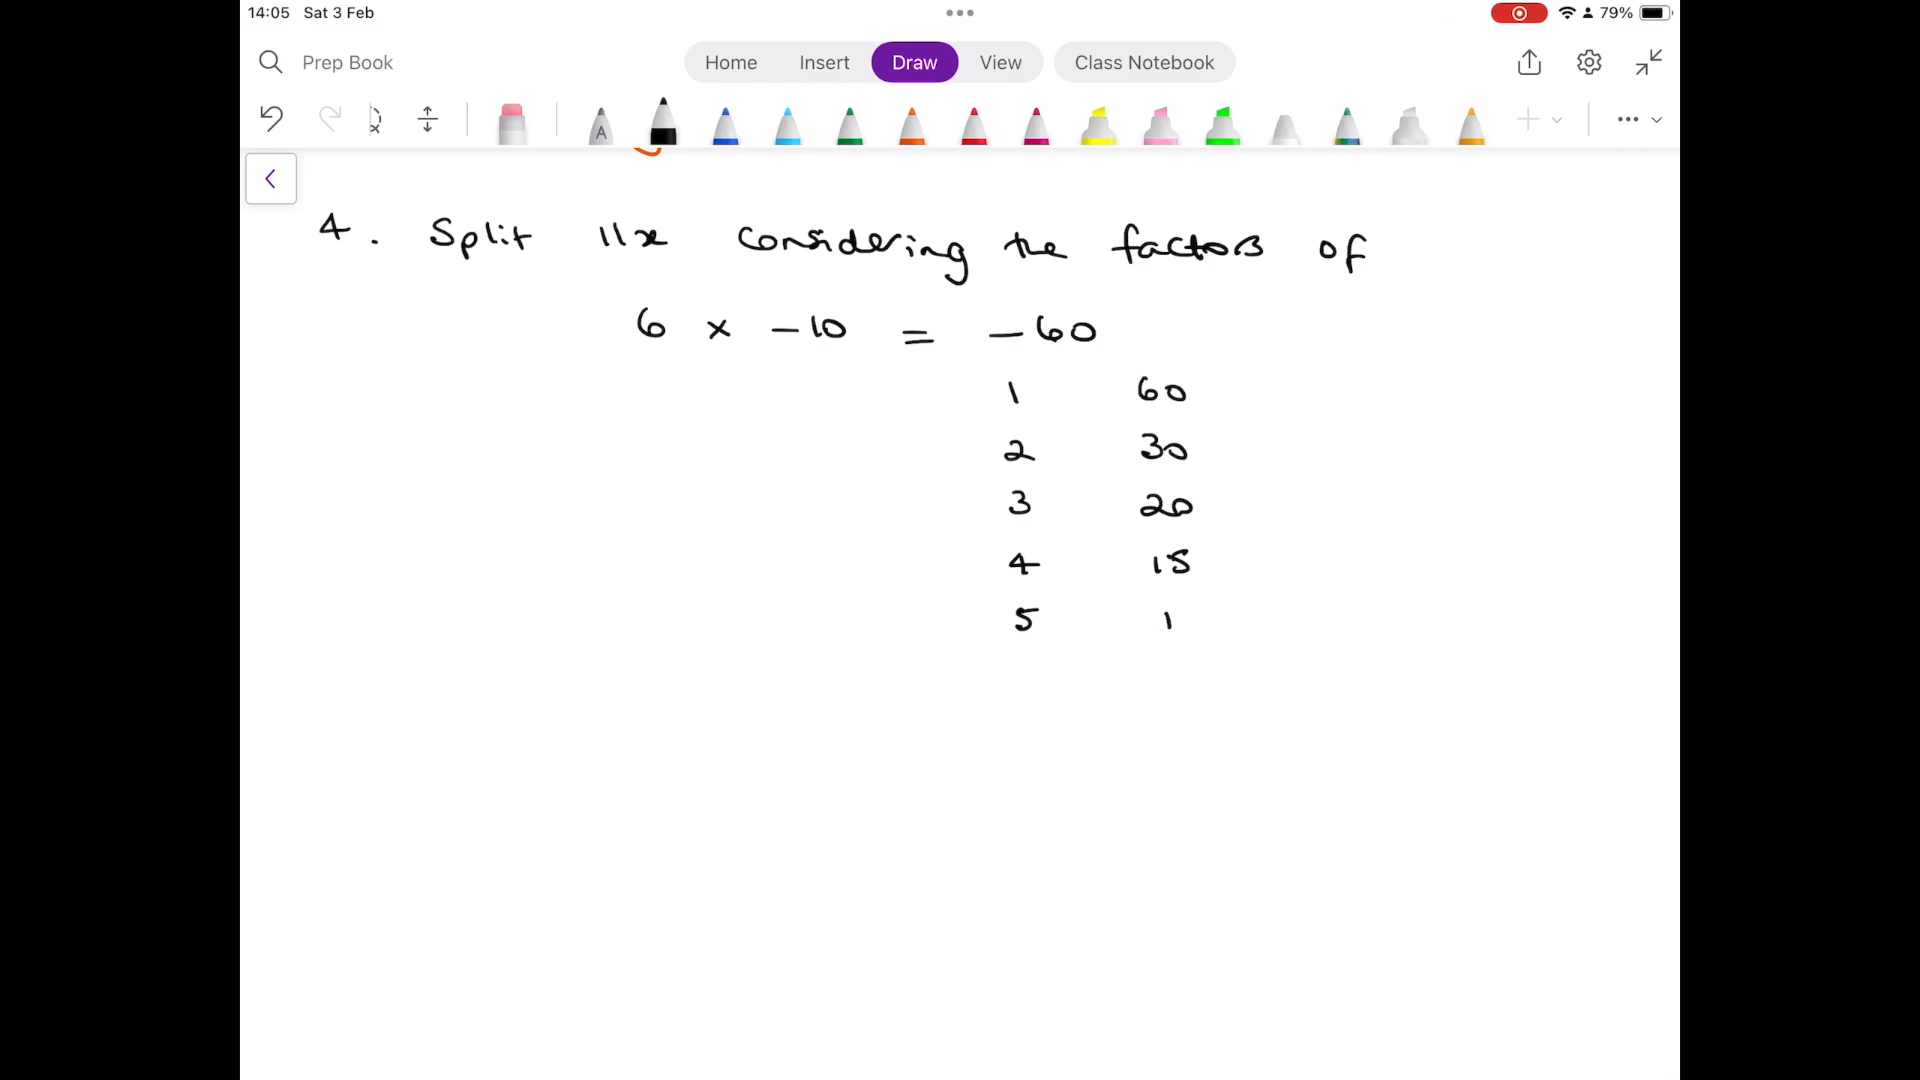 14:05 Sat 3 Feb
79%
Prep Book
Home Insert Draw View Class Notebook
A
4. Split 11x considering the factors of
6 x -10 = -60
1 60
2 30
3 20
4 15
5 1